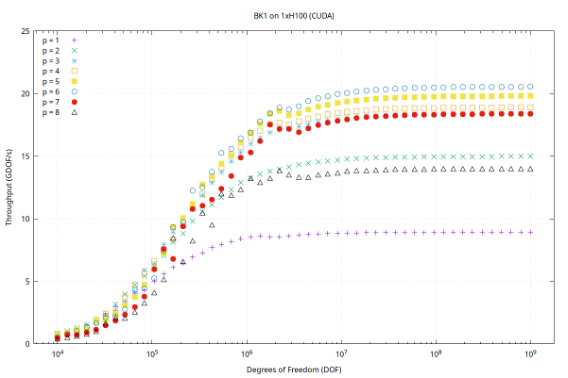 BK1 on 1xH100 (CUDA)
25
20
15
10
5
0
Throughput (GDOF/s)
p = 1
p = 2
p = 3
p = 4
p = 5
p = 6
p = 7
p = 8
10⁴ 10⁵ 10⁶ 10⁷ 10⁸ 10⁹
Degrees of Freedom (DOF)